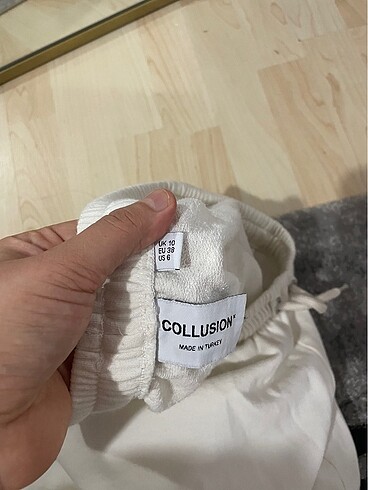 UK 10
EU 38
US 6
COLLUSION
MADE IN TURKEY